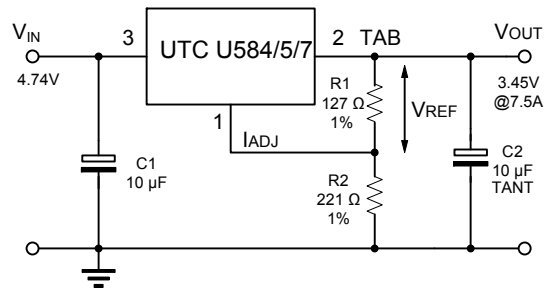 VIN
4.74V
3
UTC U584/5/7
2
TAB
VOUT
3.45V
@7.5A
R1
127 Ω
1%
VREF
1
IADJ
C1
10 µF
R2
221 Ω
1%
C2
10 µF
TANT